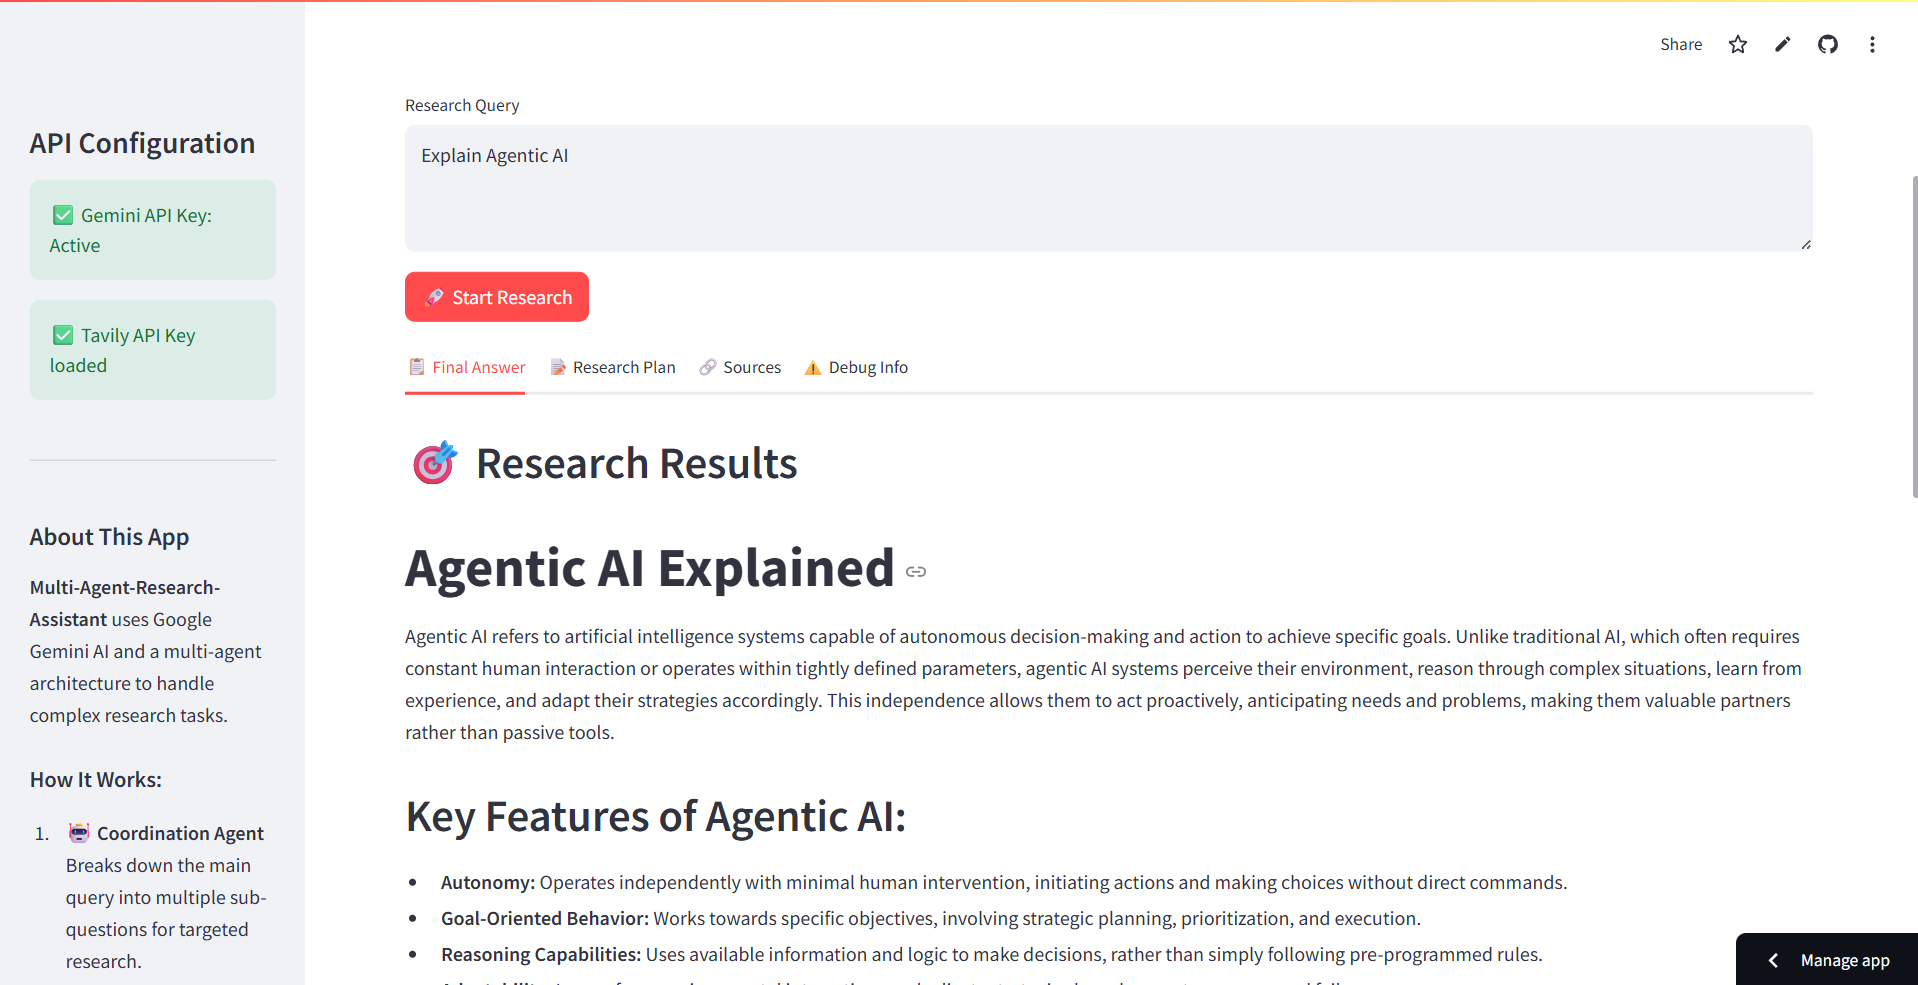 Share
API Configuration
✅ Gemini API Key:
Active
✅ Tavily API Key
loaded
About This App
Multi-Agent-Research-
Assistant uses Google
Gemini AI and a multi-agent
architecture to handle
complex research tasks.
How It Works:
1. 🤖 Coordination Agent
Breaks down the main
query into multiple sub-
questions for targeted
research.
Research Query
Explain Agentic AI
🚀 Start Research
📋 Final Answer 📝 Research Plan 🔗 Sources ⚠️ Debug Info
🎯 Research Results
Agentic AI Explained
Agentic AI refers to artificial intelligence systems capable of autonomous decision-making and action to achieve specific goals. Unlike traditional AI, which often requires
constant human interaction or operates within tightly defined parameters, agentic AI systems perceive their environment, reason through complex situations, learn from
experience, and adapt their strategies accordingly. This independence allows them to act proactively, anticipating needs and problems, making them valuable partners
rather than passive tools.
Key Features of Agentic AI:
• Autonomy: Operates independently with minimal human intervention, initiating actions and making choices without direct commands.
• Goal-Oriented Behavior: Works towards specific objectives, involving strategic planning, prioritization, and execution.
• Reasoning Capabilities: Uses available information and logic to make decisions, rather than simply following pre-programmed rules.
Manage app